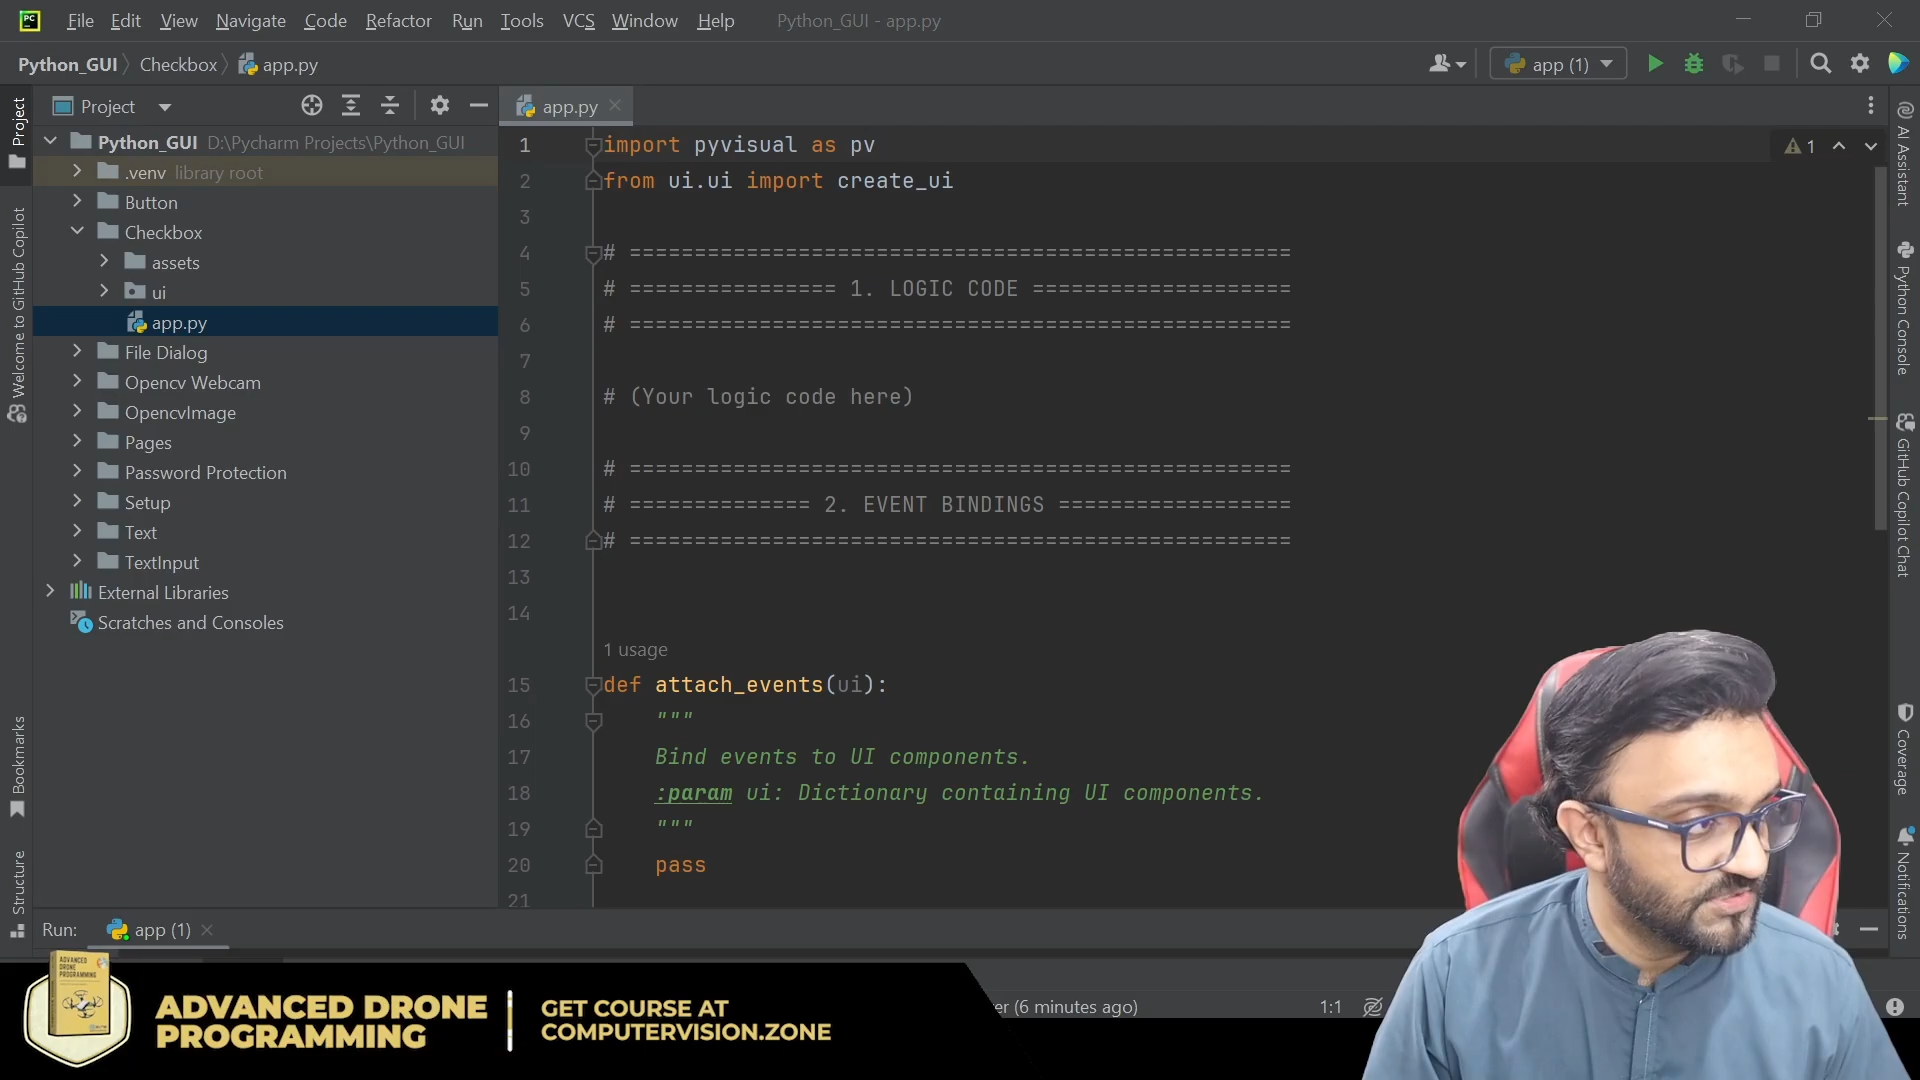 PC File Edit View Navigate Code Refactor Run Tools VCS Window Help Python_GUI - app.py
Python_GUI Checkbox app.py
app (1)
Project
Python_GUI D:\Pycharm Projects\Python_GUI
.venv library root
Button
Checkbox
assets
ui
app.py
File Dialog
Opencv Webcam
OpencvImage
Pages
Password Protection
Setup
Text
TextInput
External Libraries
Scratches and Consoles
Project
Welcome to GitHub Copilot
Bookmarks
Structure
app.py
1 import pyvisual as pv
2 from ui.ui import create_ui
3
4 # ===================================================
5 # ================ 1. LOGIC CODE ====================
6 # ===================================================
7
8 # (Your logic code here)
9
10 # ===================================================
11 # ============== 2. EVENT BINDINGS ==================
12 # ===================================================
13
14
1 usage
15 def attach_events(ui):
16 """
17 Bind events to UI components.
18 :param ui: Dictionary containing UI components.
19 """
20 pass
21
1
AI Assistant
Python Console
GitHub Copilot Chat
Coverage
Notifications
Run: app (1)
er (6 minutes ago) 1:1
ADVANCED
DRONE
PROGRAMMING
ADVANCED DRONE
PROGRAMMING
GET COURSE AT
COMPUTERVISION.ZONE